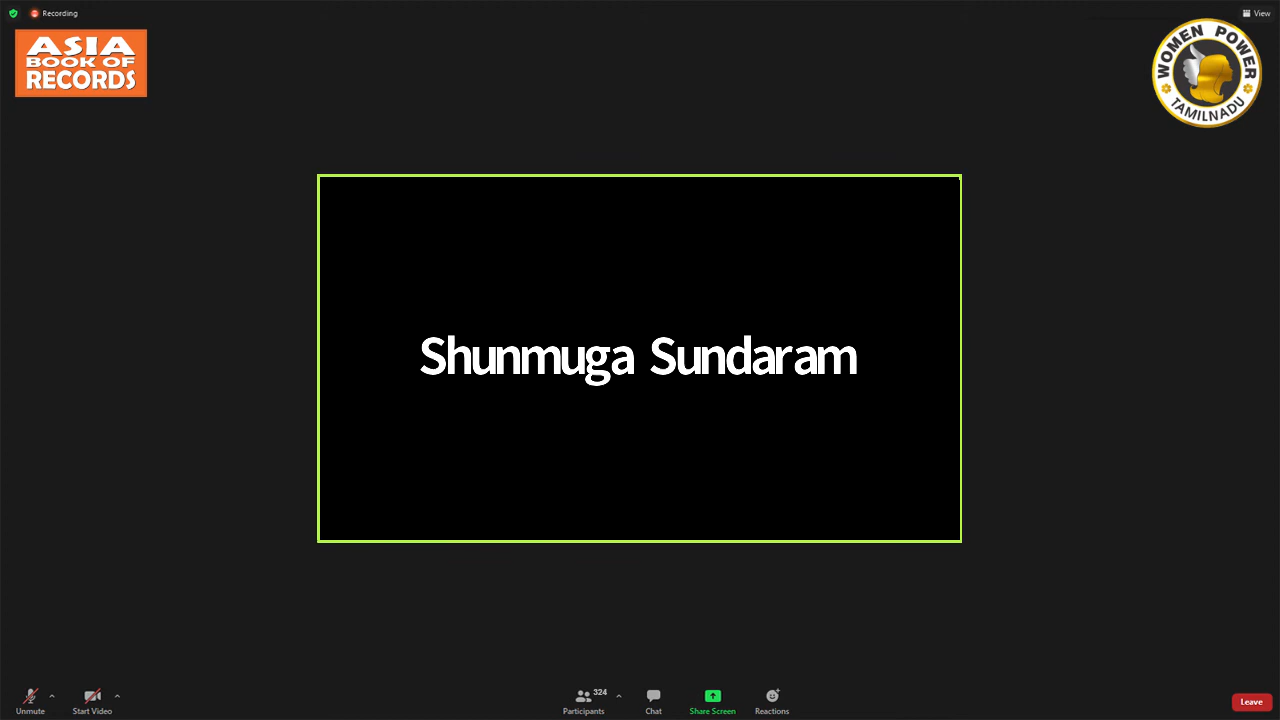 Recording
View
ASIA
BOOK OF
RECORDS
WOMEN POWER
TAMILNADU
Shunmuga Sundaram
Unmute
Start Video
Participants
324
Chat
Share Screen
Reactions
Leave